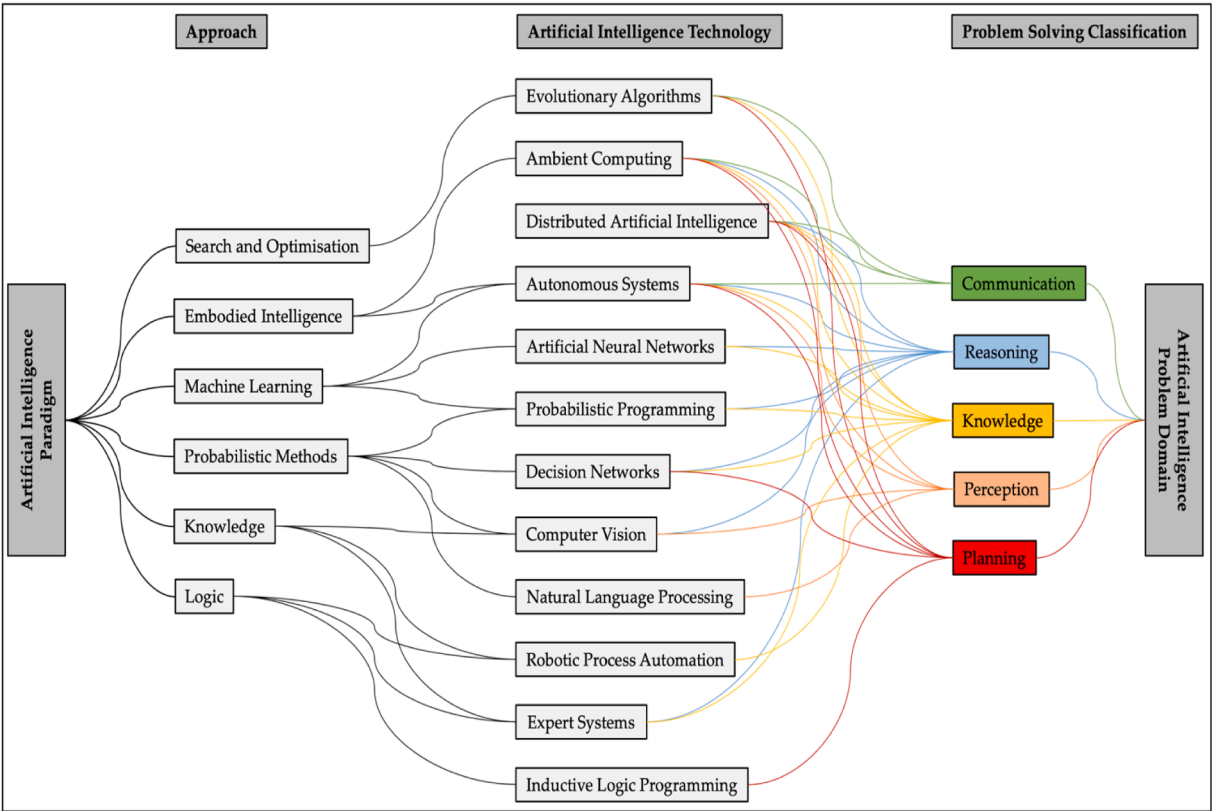 Approach
Artificial Intelligence Technology
Problem Solving Classification
Artificial Intelligence
Paradigm
Search and Optimisation
Embodied Intelligence
Machine Learning
Probabilistic Methods
Knowledge
Logic
Evolutionary Algorithms
Ambient Computing
Distributed Artificial Intelligence
Autonomous Systems
Artificial Neural Networks
Probabilistic Programming
Decision Networks
Computer Vision
Natural Language Processing
Robotic Process Automation
Expert Systems
Inductive Logic Programming
Communication
Reasoning
Knowledge
Perception
Planning
Artificial Intelligence
Problem Domain